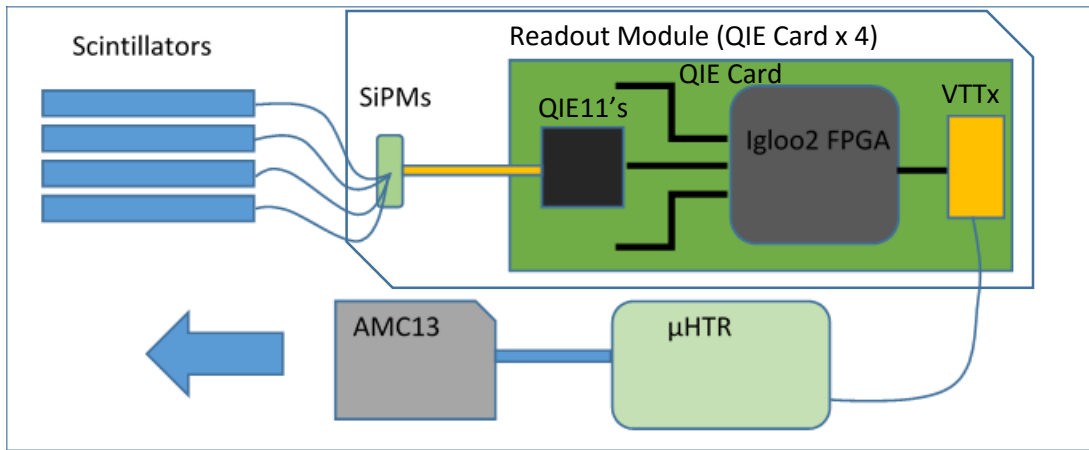 Scintillators
Readout Module (QIE Card x 4)
SiPMs
QIE Card
QIE11's
Igloo2 FPGA
VTTx
AMC13
μHTR